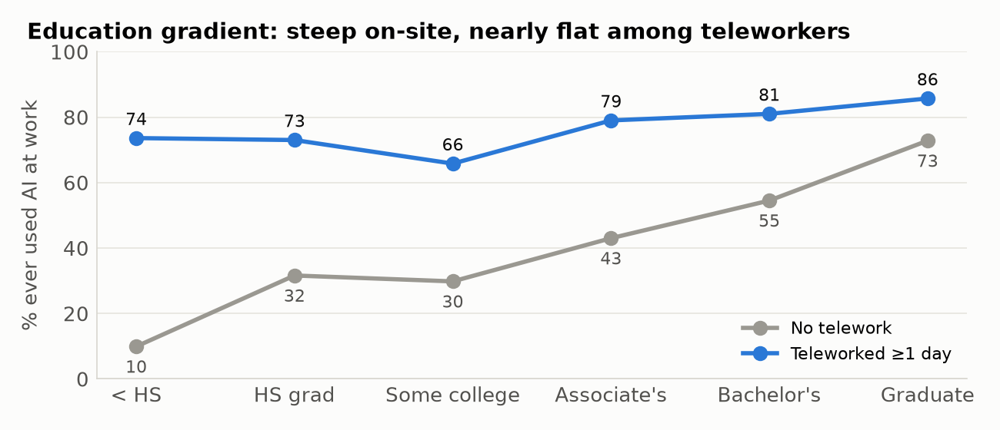 Education gradient: steep on-site, nearly flat among teleworkers
% ever used AI at work
100
80
60
40
20
0
74
73
66
79
81
86
10
32
30
43
55
73
No telework
Teleworked ≥1 day
< HS
HS grad
Some college
Associate's
Bachelor's
Graduate